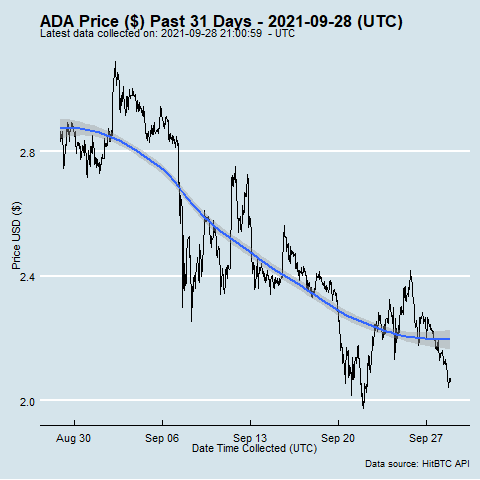 ADA Price ($) Past 31 Days - 2021-09-28 (UTC)
Latest data collected on: 2021-09-28 21:00:59 - UTC
2.8
2.4
2.0
Price USD ($)
Aug 30 Sep 06 Sep 13 Sep 20 Sep 27
Date Time Collected (UTC)
Data source: HitBTC API